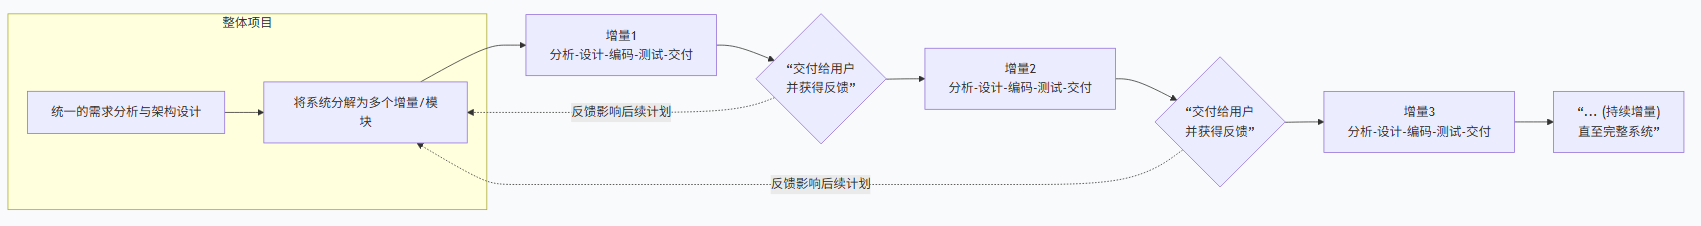 整体项目
统一的需求分析与架构设计
将系统分解为多个增量/模
块
增量1
分析-设计-编码-测试-交付
“交付给用户
并获得反馈”
反馈影响后续计划
增量2
分析-设计-编码-测试-交付
“交付给用户
并获得反馈”
反馈影响后续计划
增量3
分析-设计-编码-测试-交付
“... (持续增量)
直至完整系统”